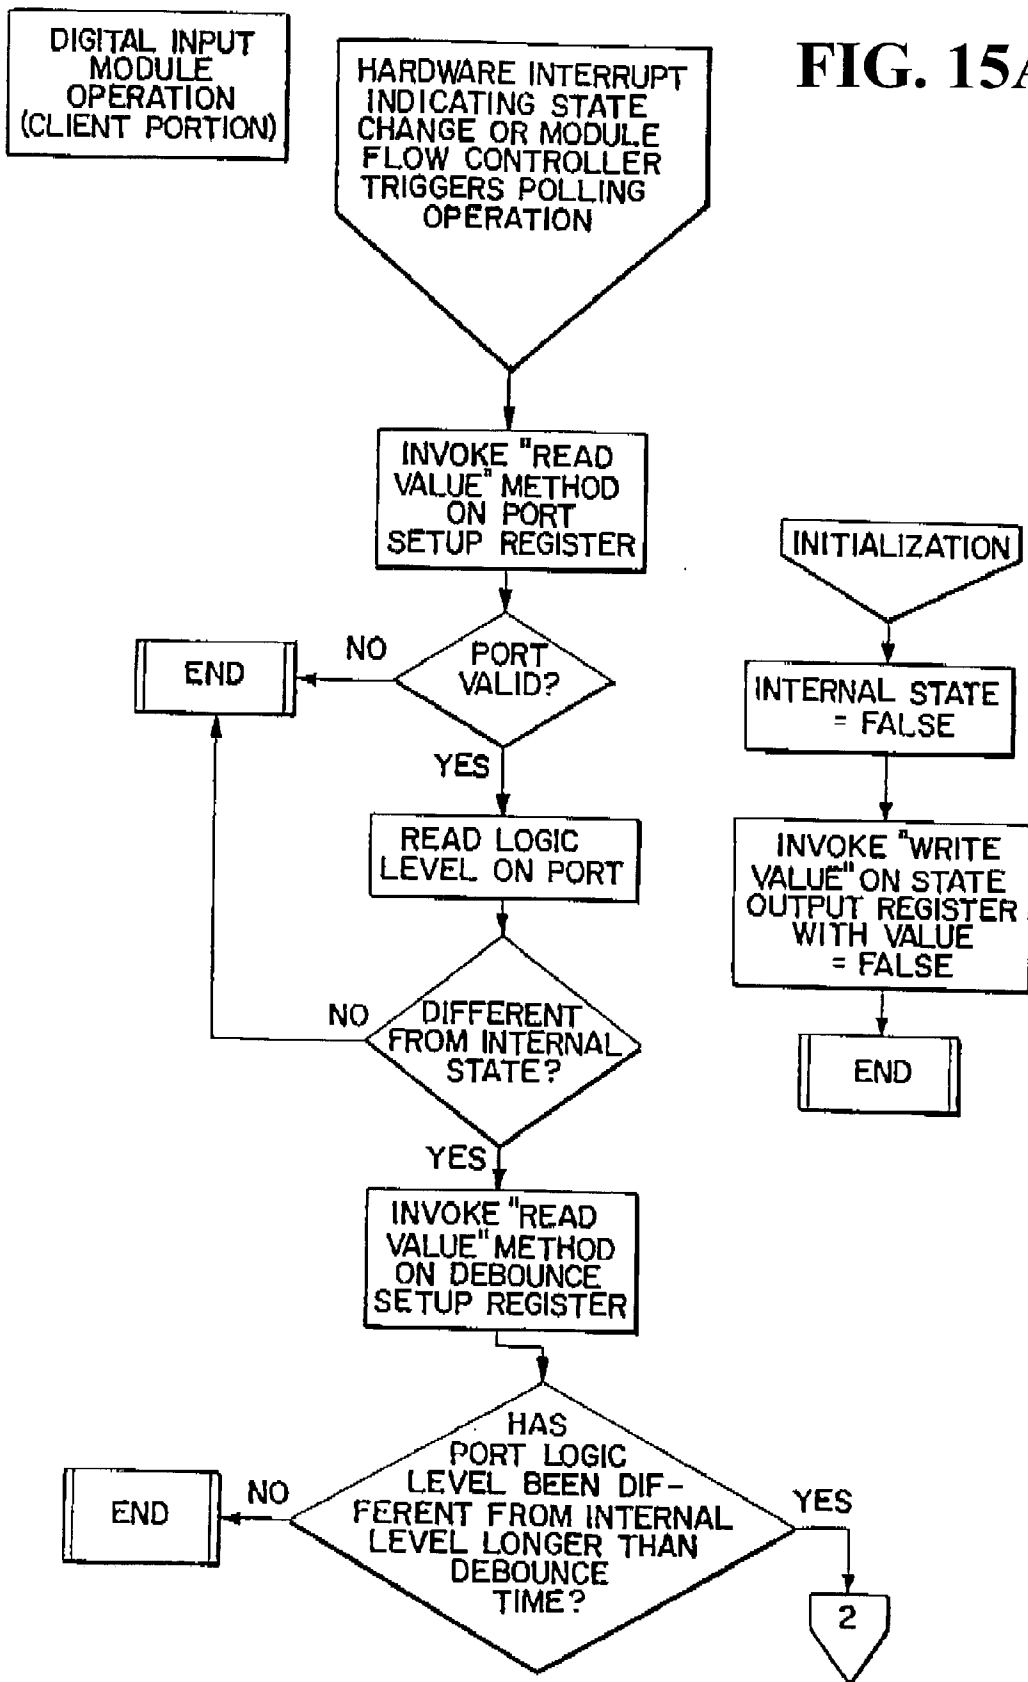 DIGITAL INPUT
MODULE
OPERATION
(CLIENT PORTION)
FIG. 15A
HARDWARE INTERRUPT
INDICATING STATE
CHANGE OR MODULE
FLOW CONTROLLER
TRIGGERS POLLING
OPERATION
INVOKE "READ
VALUE" METHOD
ON PORT
SETUP REGISTER
PORT
VALID?
NO
END
YES
READ LOGIC
LEVEL ON PORT
DIFFERENT
FROM INTERNAL
STATE?
NO
YES
INVOKE "READ
VALUE" METHOD
ON DEBOUNCE
SETUP REGISTER
HAS
PORT LOGIC
LEVEL BEEN DIF-
FERENT FROM INTERNAL
LEVEL LONGER THAN
DEBOUNCE
TIME?
NO
END
YES
2
INITIALIZATION
INTERNAL STATE
= FALSE
INVOKE "WRITE
VALUE" ON STATE
OUTPUT REGISTER
WITH VALUE
= FALSE
END